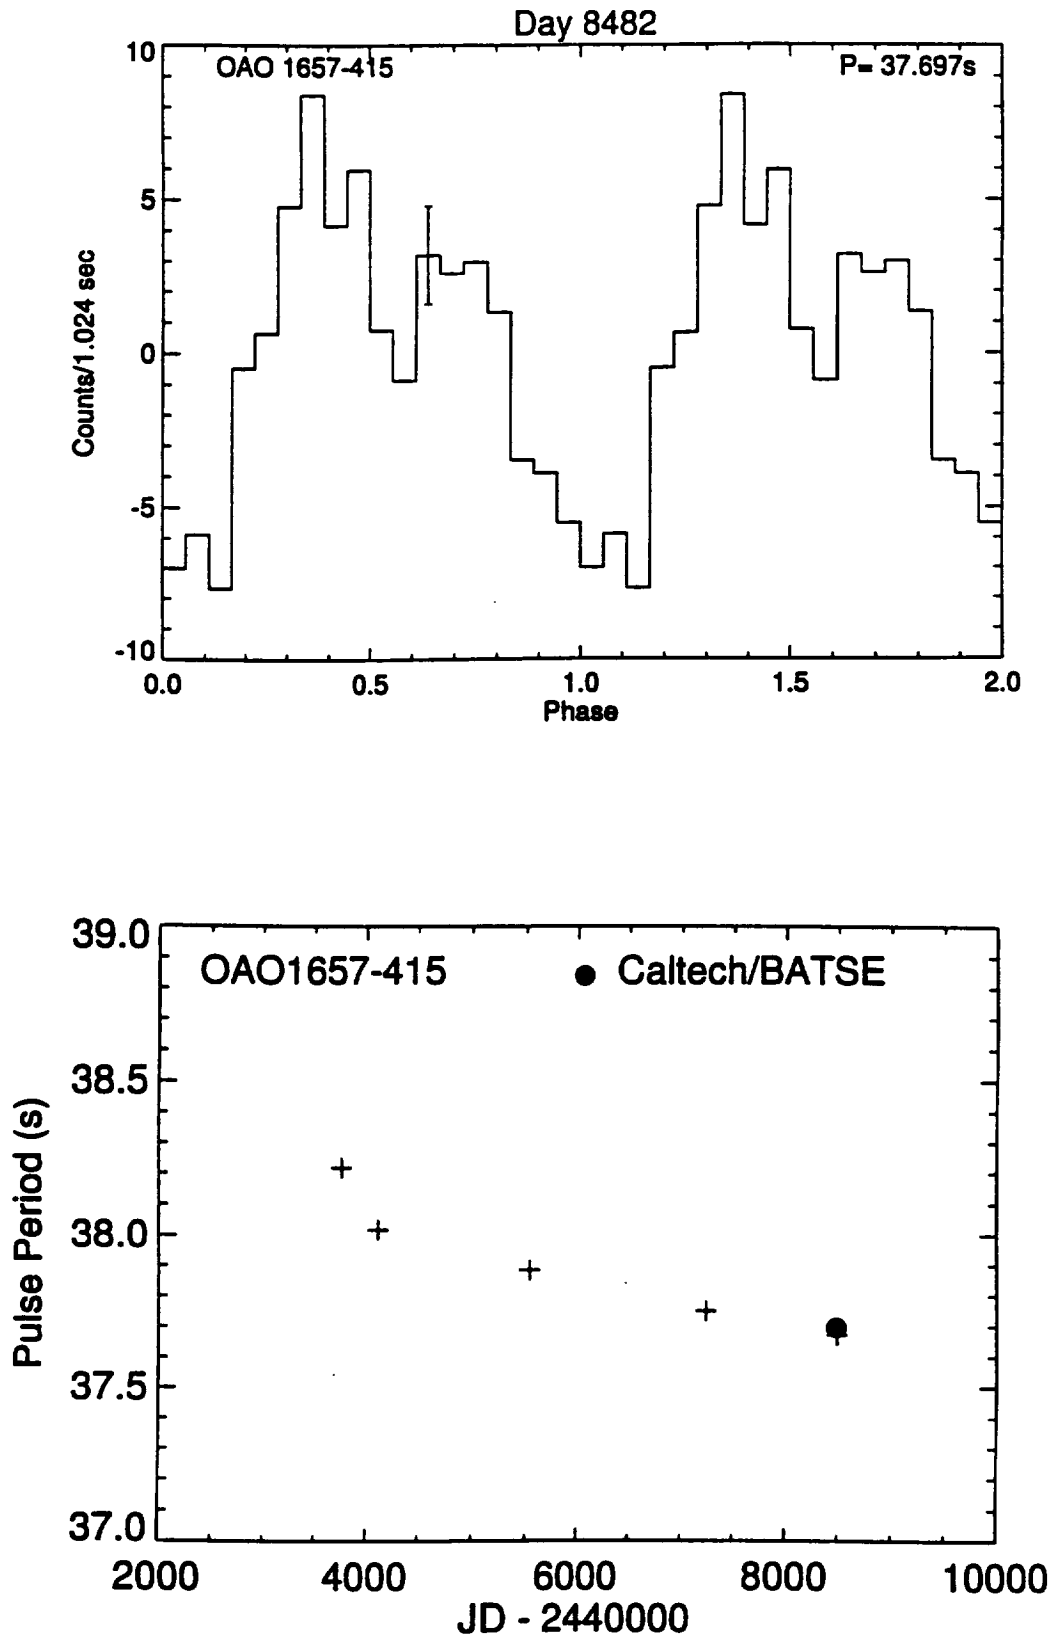 Day 8482
10
OAO 1657-415
P= 37.697s
5
0
-5
-10
Counts/1.024 sec
0.0 0.5 1.0 1.5 2.0
Phase
39.0
OAO1657-415
Caltech/BATSE
38.5
38.0
37.5
37.0
Pulse Period (s)
2000 4000 6000 8000 10000
JD - 2440000